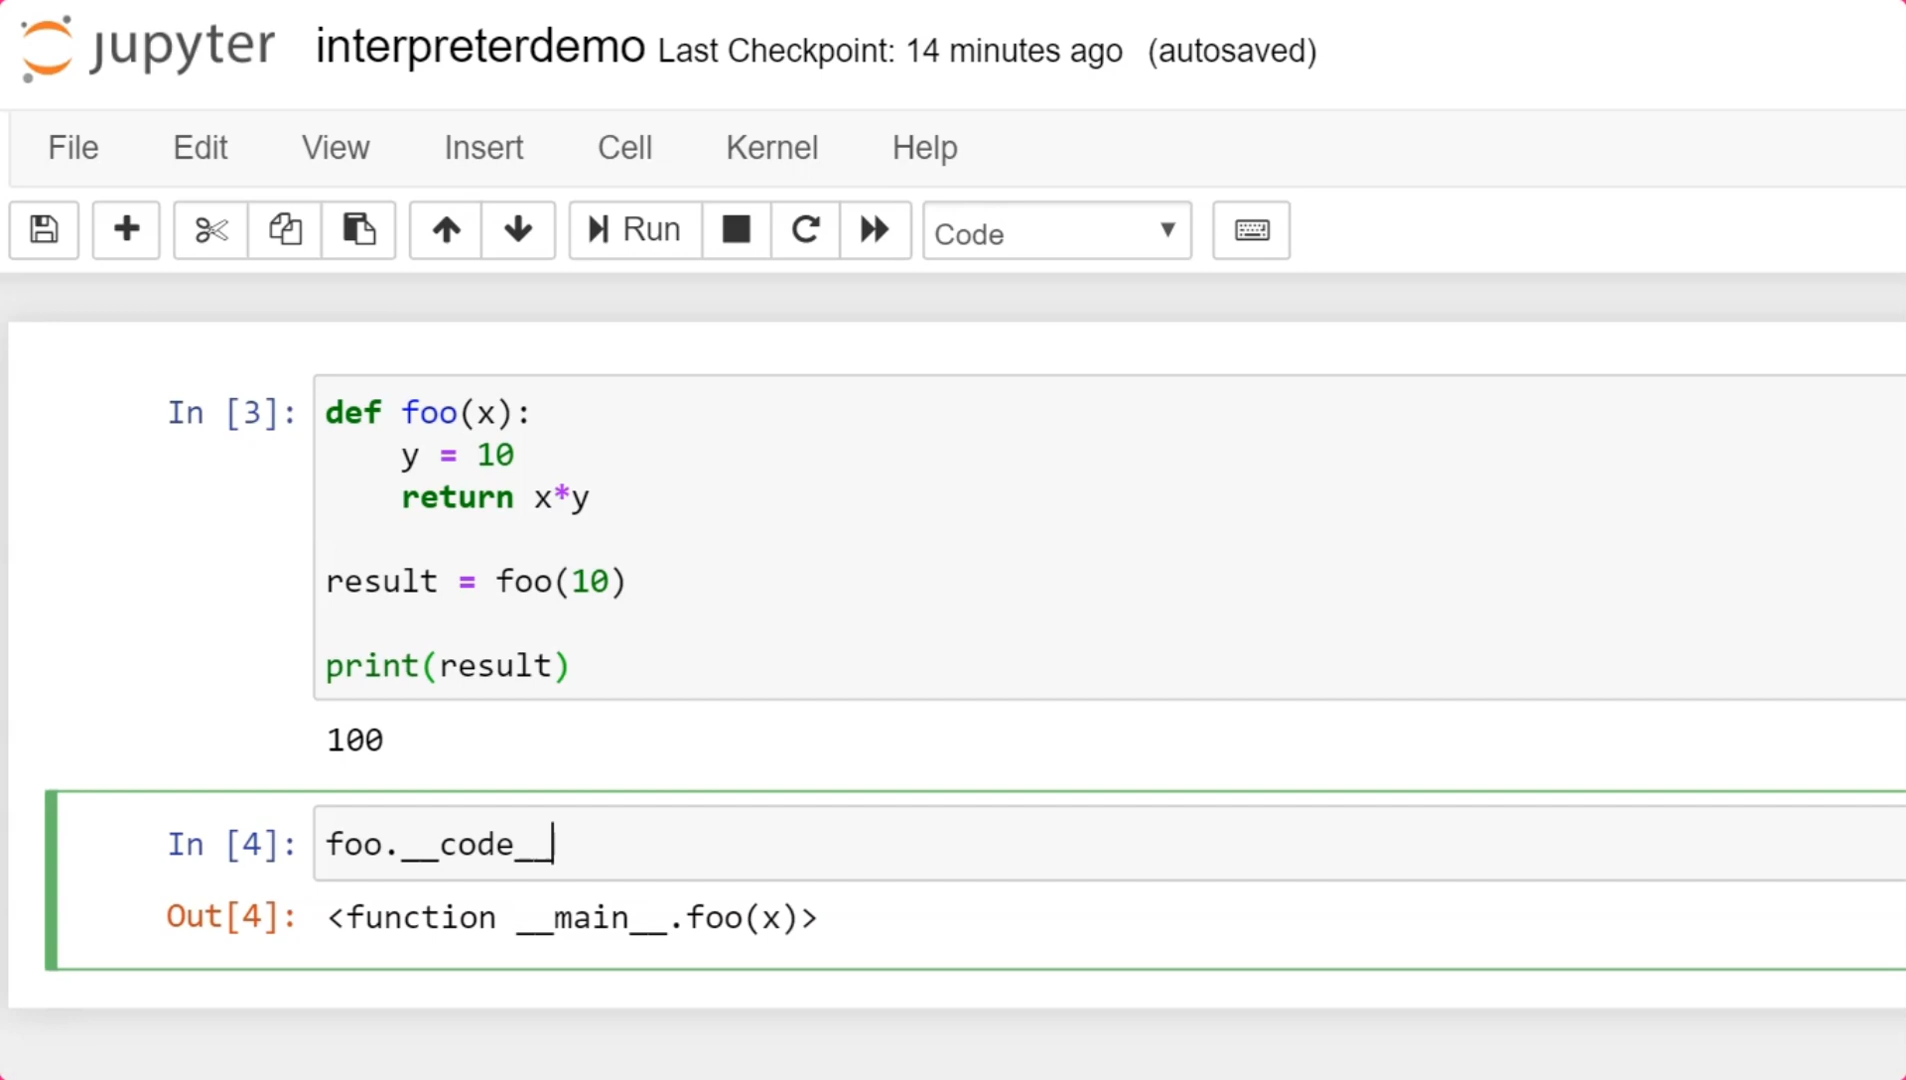 jupyter interpreterdemo Last Checkpoint: 14 minutes ago (autosaved)
File Edit View Insert Cell Kernel Help
Run Code
In [3]: def foo(x):
    y = 10
    return x*y
result = foo(10)
print(result)
100
In [4]: foo.__code__
Out[4]: <function __main__.foo(x)>